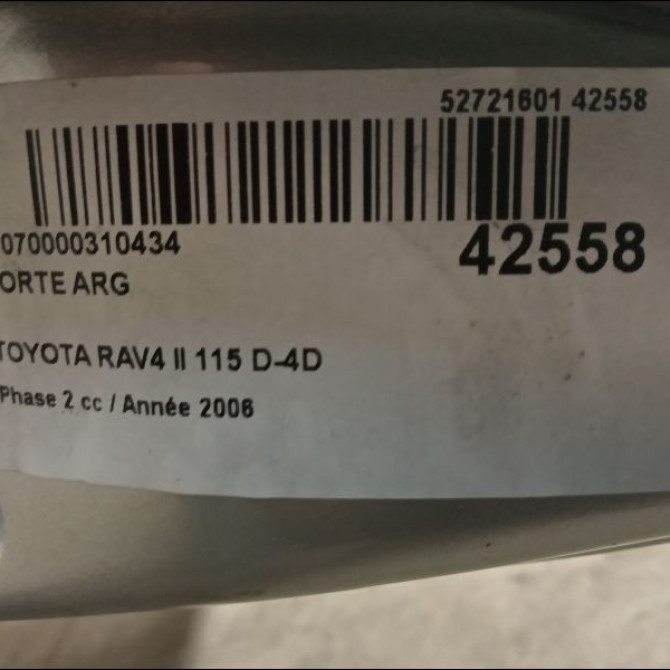 52721601 42558
070000310434
42558
ORTE ARG
TOYOTA RAV4 II 115 D-4D
Phase 2 cc / Année 2006